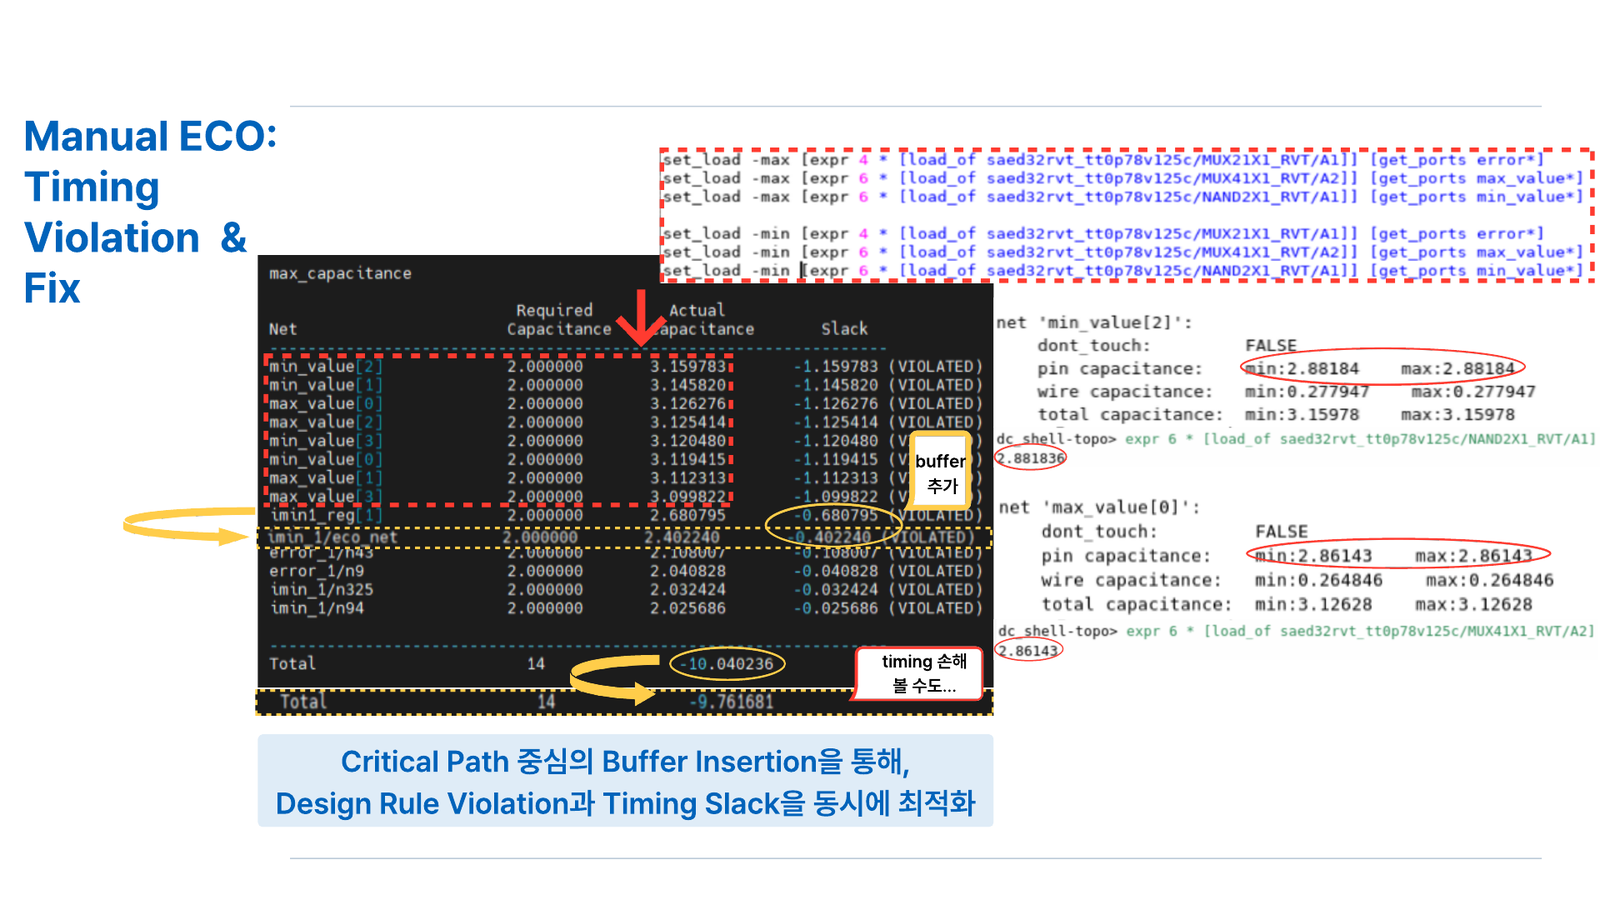 Manual ECO:
Timing
Violation &
Fix
set_load -max [expr 4 * [load_of saed32rvt_tt0p78v125c/MUX21X1_RVT/A1]] [get_ports error*]
set_load -max [expr 6 * [load_of saed32rvt_tt0p78v125c/MUX41X1_RVT/A2]] [get_ports max_value*]
set_load -max [expr 6 * [load_of saed32rvt_tt0p78v125c/NAND2X1_RVT/A1]] [get_ports min_value*]
set_load -min [expr 4 * [load_of saed32rvt_tt0p78v125c/MUX21X1_RVT/A1]] [get_ports error*]
set_load -min [expr 6 * [load_of saed32rvt_tt0p78v125c/MUX41X1_RVT/A2]] [get_ports max_value*]
set_load -min [expr 6 * [load_of saed32rvt_tt0p78v125c/NAND2X1_RVT/A1]] [get_ports min_value*]
max_capacitance
Required Actual
Net Capacitance Capacitance Slack
min_value[2] 2.000000 3.159783 -1.159783 (VIOLATED)
min_value[1] 2.000000 3.145820 -1.145820 (VIOLATED)
max_value[0] 2.000000 3.126276 -1.126276 (VIOLATED)
max_value[2] 2.000000 3.125414 -1.125414 (VIOLATED)
min_value[3] 2.000000 3.120480 -1.120480 (VIOLATED)
min_value[0] 2.000000 3.119415 -1.119415 (VIOLATED)
max_value[1] 2.000000 3.112313 -1.112313 (VIOLATED)
max_value[3] 2.000000 3.099822 -1.099822 (VIOLATED)
imin1_reg[1] 2.000000 2.680795 -0.680795 (VIOLATED)
imin_1/eco_net 2.000000 2.402240 -0.402240 (VIOLATED)
error_1/n43 2.000000 2.108007 -0.108007 (VIOLATED)
error_1/n9 2.000000 2.040828 -0.040828 (VIOLATED)
imin_1/n325 2.000000 2.032424 -0.032424 (VIOLATED)
imin_1/n94 2.000000 2.025686 -0.025686 (VIOLATED)
buffer
추가
Total 14 -10.040236
Total 14 -9.761681
timing 손해
볼 수도...
net 'min_value[2]':
dont_touch: FALSE
pin capacitance: min:2.88184 max:2.88184
wire capacitance: min:0.277947 max:0.277947
total capacitance: min:3.15978 max:3.15978
dc_shell-topo> expr 6 * [load_of saed32rvt_tt0p78v125c/NAND2X1_RVT/A1]
2.881836
net 'max_value[0]':
dont_touch: FALSE
pin capacitance: min:2.86143 max:2.86143
wire capacitance: min:0.264846 max:0.264846
total capacitance: min:3.12628 max:3.12628
dc_shell-topo> expr 6 * [load_of saed32rvt_tt0p78v125c/MUX41X1_RVT/A2]
2.86143
Critical Path 중심의 Buffer Insertion을 통해,
Design Rule Violation과 Timing Slack을 동시에 최적화